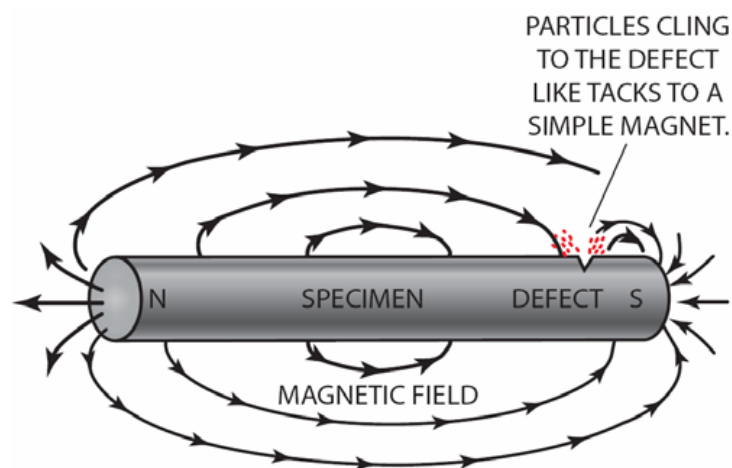 PARTICLES CLING
TO THE DEFECT
LIKE TACKS TO A
SIMPLE MAGNET.
N SPECIMEN DEFECT S
MAGNETIC FIELD